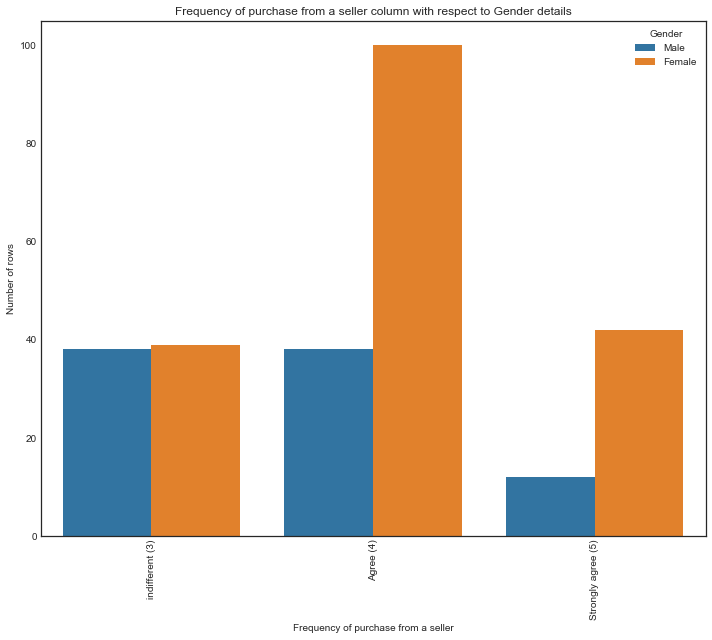 Frequency of purchase from a seller column with respect to Gender details
Gender
Male
Female
Number of rows
100
80
60
40
20
0
indifferent (3)
Agree (4)
Strongly agree (5)
Frequency of purchase from a seller